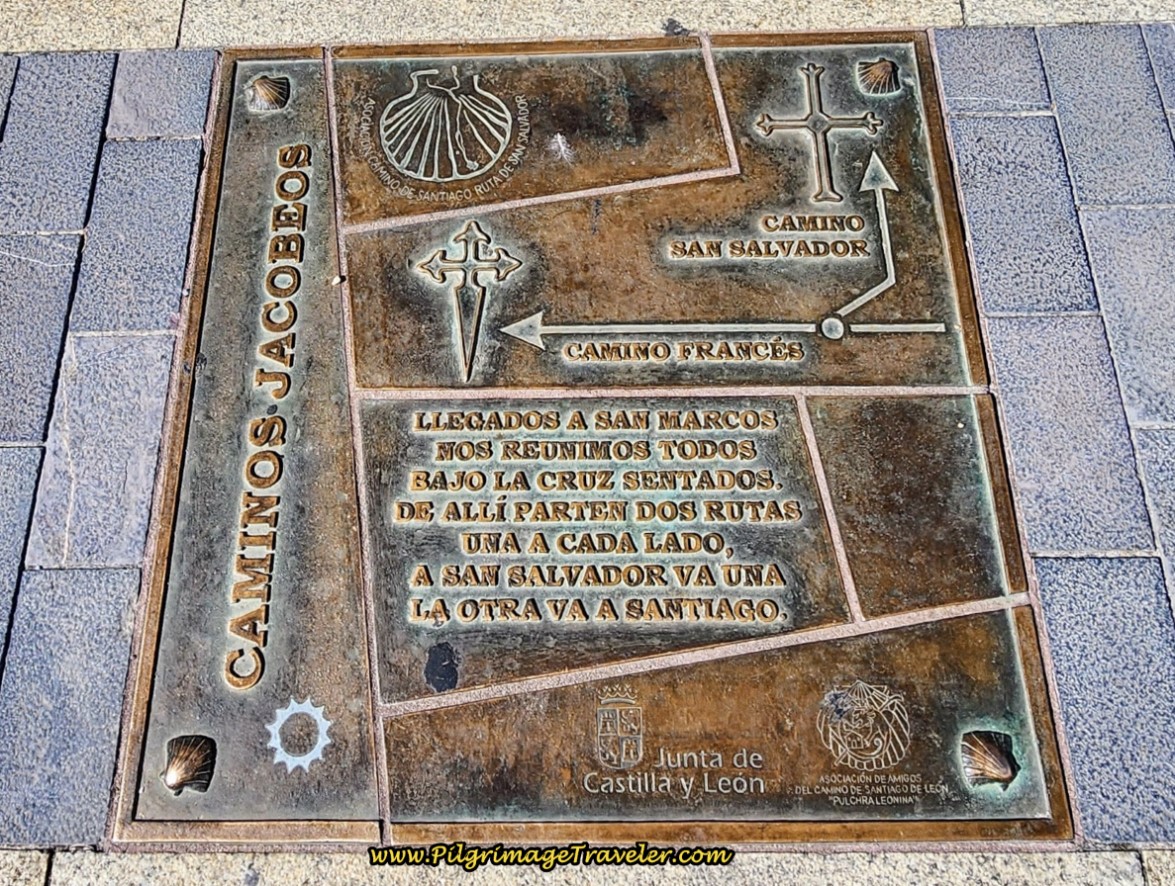 CAMINOS JACOBEOS
ASOCIACIÓN CAMINO DE SANTIAGO RUTA DE SAN SALVADOR
CAMINO
SAN SALVADOR
CAMINO FRANCÉS
LLEGADOS A SAN MARCOS
NOS REUNIMOS TODOS
BAJO LA CRUZ SENTADOS.
DE ALLÍ PARTEN DOS RUTAS
UNA A CADA LADO,
A SAN SALVADOR VA UNA
LA OTRA VA A SANTIAGO.
Junta de
Castilla y León
ASOCIACIÓN DE AMIGOS
DEL CAMINO DE SANTIAGO DE LEÓN
"PULCHRA LEONINA"
www.PilgrimageTraveler.com